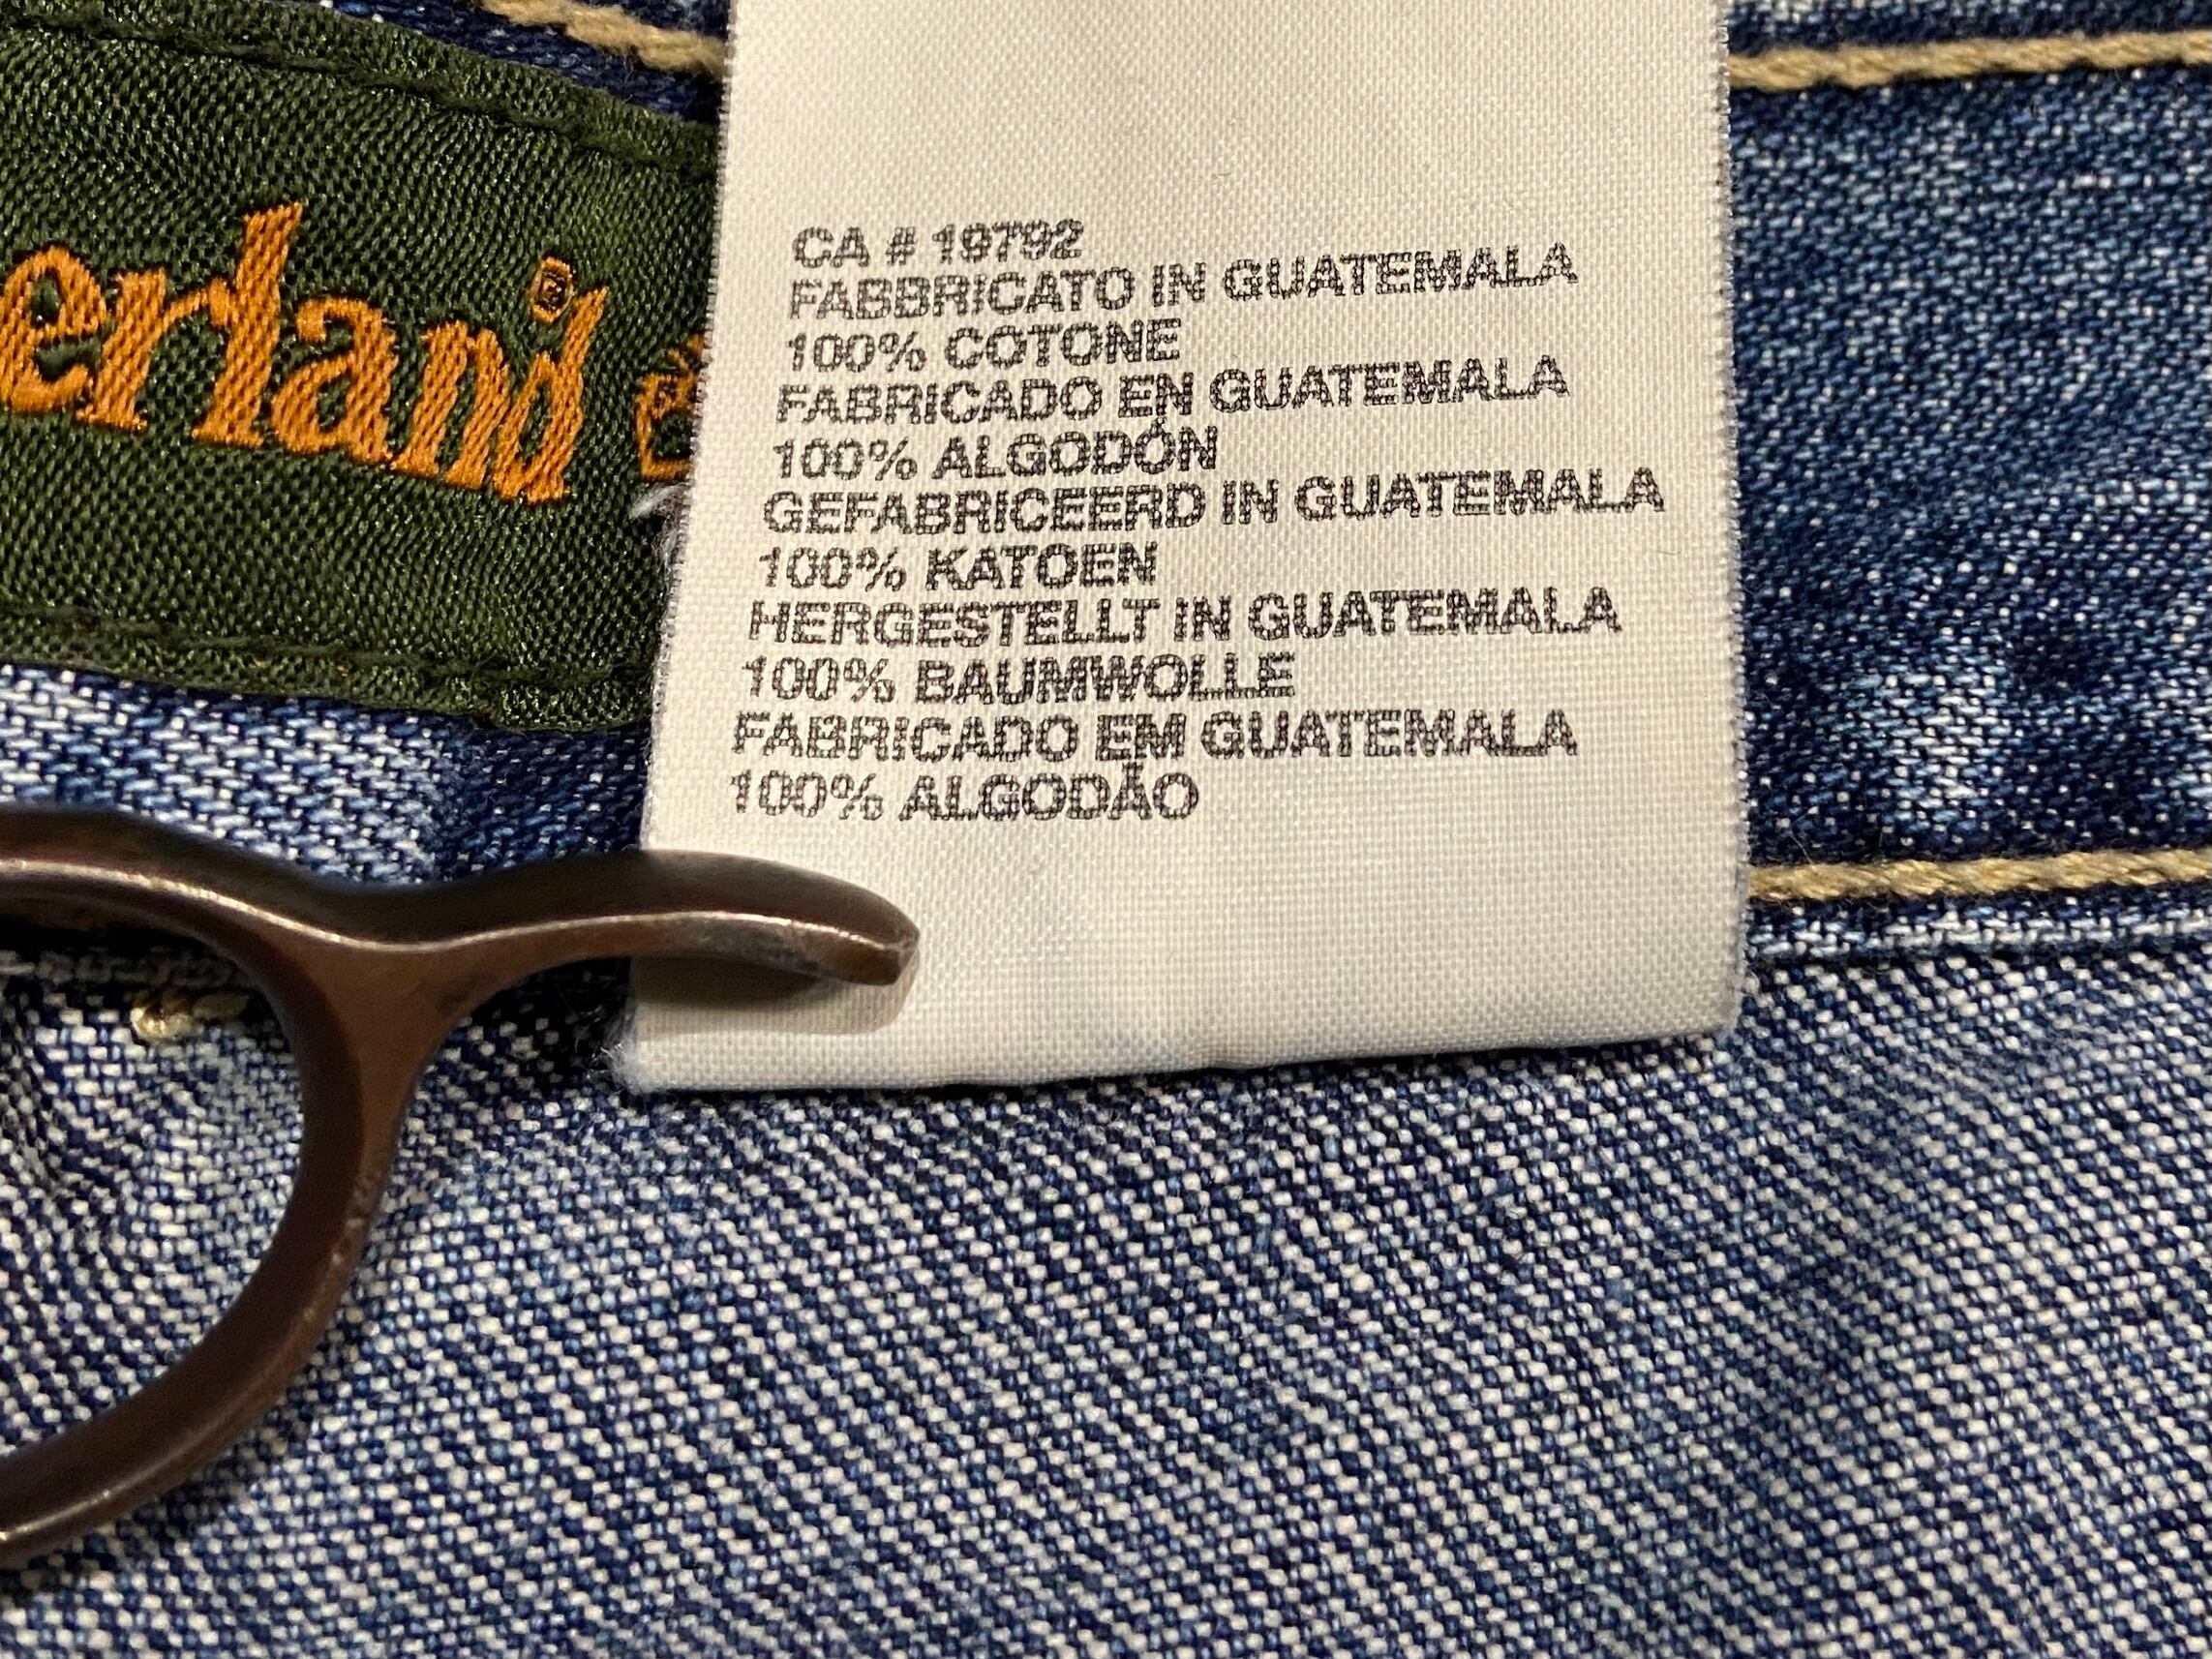 erland®
CA # 19792
FABBRICATO IN GUATEMALA
100% COTONE
FABRICADO EN GUATEMALA
100% ALGODÓN
GEFABRICEERD IN GUATEMALA
100% KATOEN
HERGESTELLT IN GUATEMALA
100% BAUMWOLLE
FABRICADO EM GUATEMALA
100% ALGODÃO